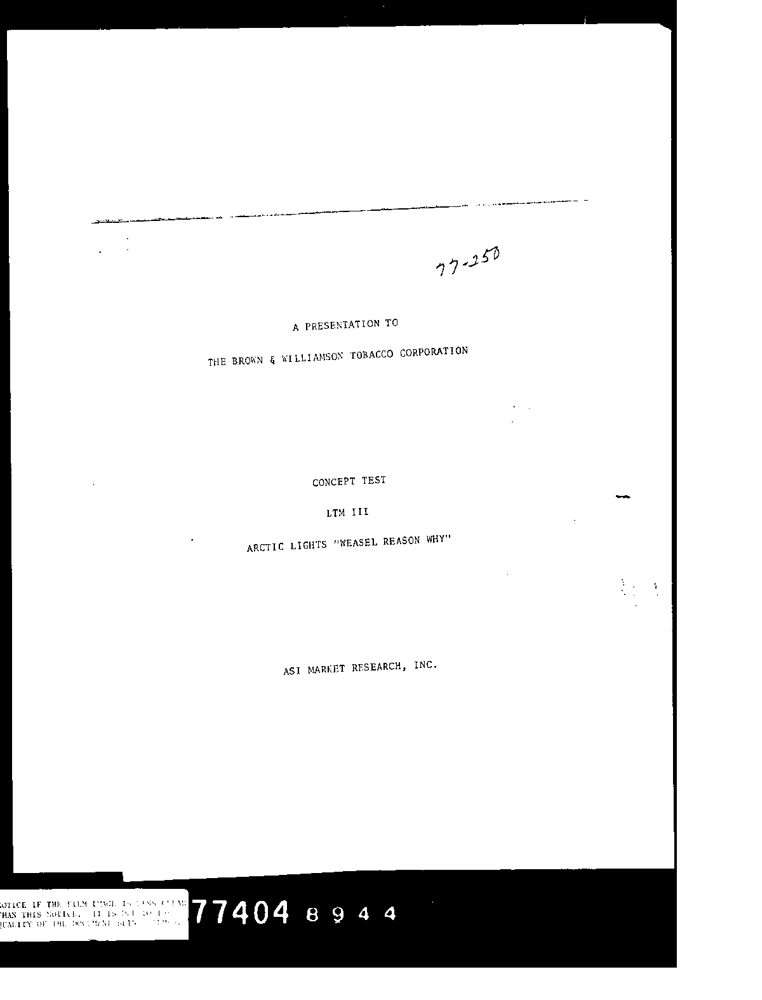 77-250
A PRESENTATION TO
THE BROWN & WILLIAMSON TOBACCO CORPORATION
CONCEPT TEST
LTM III
ARCTIC LIGHTS "WEASEL REASON WHY"
ASI MARKET RESEARCH, INC.
NOTICE IF THE FILM IMAGE IS LESS CLEAR
THAN THIS NOTICE, IT IS DUE TO THE
QUALITY OF THE DOCUMENT BEING
77404 8944